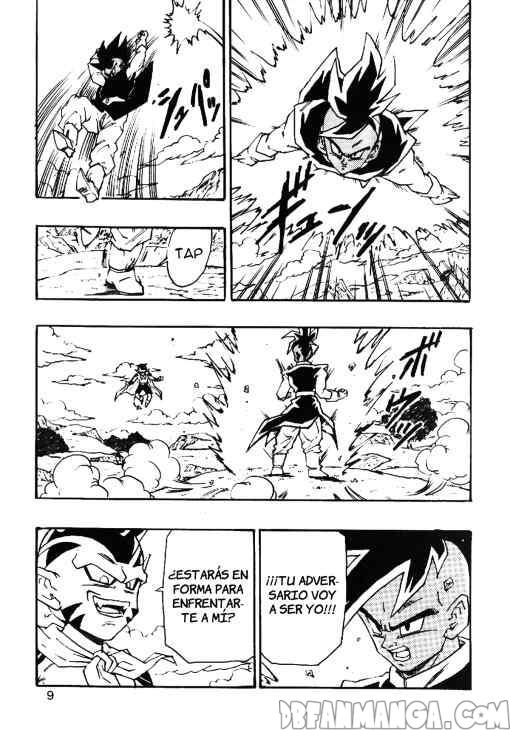 TAP
¡¡¡TU ADVER-
SARIO VOY
A SER YO!!!
¿ESTARÁS EN
FORMA PARA
ENFRENTAR-
TE A MÍ?
9
DBFANMANGA.COM